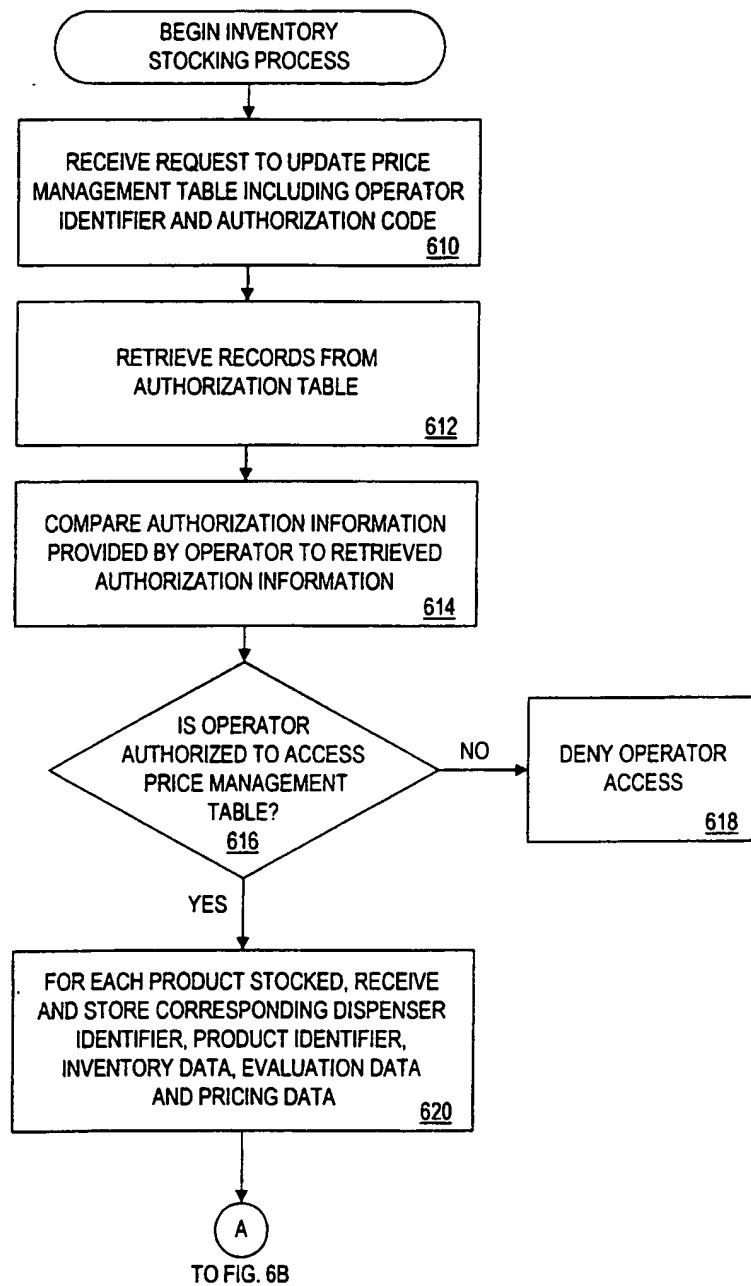 BEGIN INVENTORY
STOCKING PROCESS
RECEIVE REQUEST TO UPDATE PRICE
MANAGEMENT TABLE INCLUDING OPERATOR
IDENTIFIER AND AUTHORIZATION CODE
610
RETRIEVE RECORDS FROM
AUTHORIZATION TABLE
612
COMPARE AUTHORIZATION INFORMATION
PROVIDED BY OPERATOR TO RETRIEVED
AUTHORIZATION INFORMATION
614
IS OPERATOR
AUTHORIZED TO ACCESS
PRICE MANAGEMENT
TABLE?
616
NO
DENY OPERATOR
ACCESS
618
YES
FOR EACH PRODUCT STOCKED, RECEIVE
AND STORE CORRESPONDING DISPENSER
IDENTIFIER, PRODUCT IDENTIFIER,
INVENTORY DATA, EVALUATION DATA
AND PRICING DATA
620
A
TO FIG. 6B